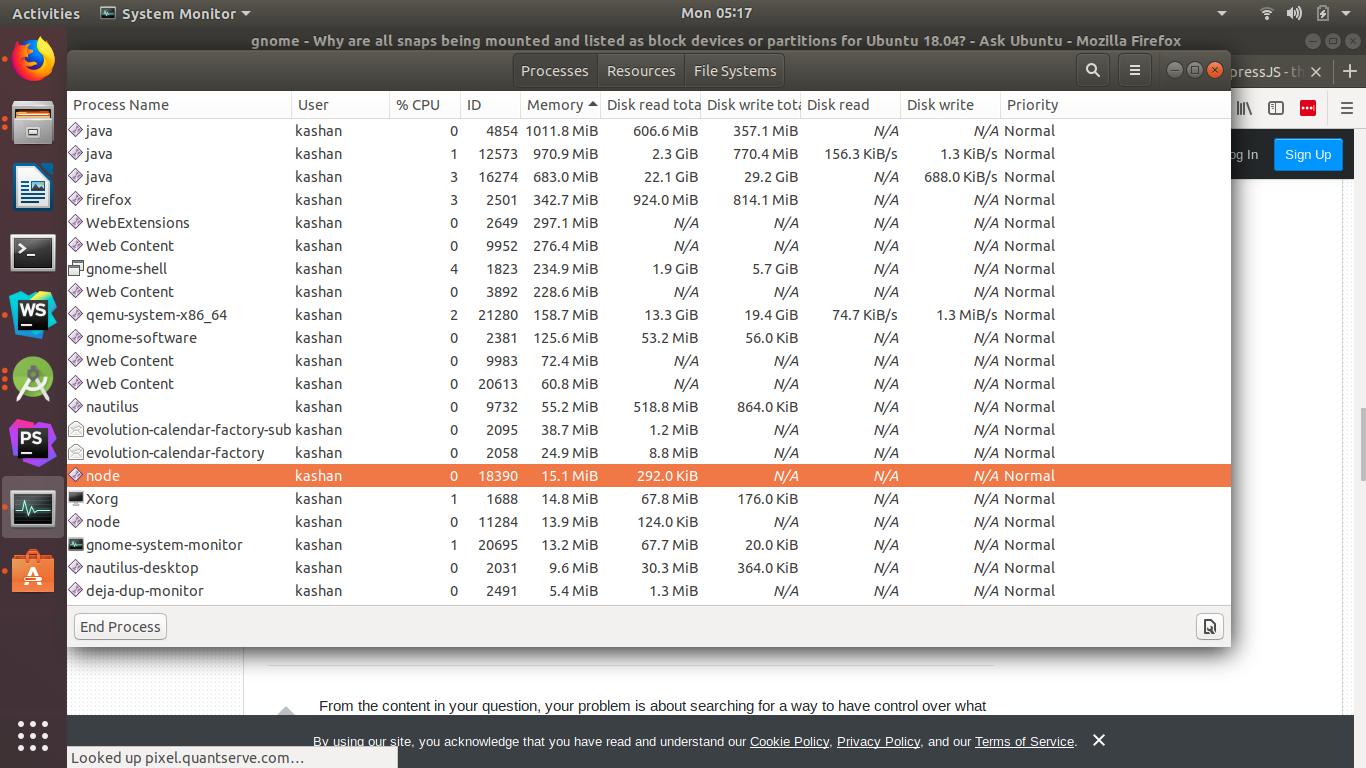 Activities System Monitor Mon 05:17
gnome - Why are all snaps being mounted and listed as block devices or partitions for Ubuntu 18.04? - Ask Ubuntu - Mozilla Firefox
Processes Resources File Systems
Process Name User % CPU ID Memory Disk read tota Disk write tota Disk read Disk write Priority
java kashan 0 4854 1011.8 MiB 606.6 MiB 357.1 MiB N/A N/A Normal
java kashan 1 12573 970.9 MiB 2.3 GiB 770.4 MiB 156.3 KiB/s 1.3 KiB/s Normal
java kashan 3 16274 683.0 MiB 22.1 GiB 29.2 GiB N/A 688.0 KiB/s Normal
firefox kashan 3 2501 342.7 MiB 924.0 MiB 814.1 MiB N/A N/A Normal
WebExtensions kashan 0 2649 297.1 MiB N/A N/A N/A N/A Normal
Web Content kashan 0 9952 276.4 MiB N/A N/A N/A N/A Normal
gnome-shell kashan 4 1823 234.9 MiB 1.9 GiB 5.7 GiB N/A N/A Normal
Web Content kashan 0 3892 228.6 MiB N/A N/A N/A N/A Normal
qemu-system-x86_64 kashan 2 21280 158.7 MiB 13.3 GiB 19.4 GiB 74.7 KiB/s 1.3 MiB/s Normal
gnome-software kashan 0 2381 125.6 MiB 53.2 MiB 56.0 KiB N/A N/A Normal
Web Content kashan 0 9983 72.4 MiB N/A N/A N/A N/A Normal
Web Content kashan 0 20613 60.8 MiB N/A N/A N/A N/A Normal
nautilus kashan 0 9732 55.2 MiB 518.8 MiB 864.0 KiB N/A N/A Normal
evolution-calendar-factory-sub kashan 0 2095 38.7 MiB 1.2 MiB N/A N/A N/A Normal
evolution-calendar-factory kashan 0 2058 24.9 MiB 8.8 MiB N/A N/A N/A Normal
node kashan 0 18390 15.1 MiB 292.0 KiB N/A N/A N/A Normal
Xorg kashan 1 1688 14.8 MiB 67.8 MiB 176.0 KiB N/A N/A Normal
node kashan 0 11284 13.9 MiB 124.0 KiB N/A N/A N/A Normal
gnome-system-monitor kashan 1 20695 13.2 MiB 67.7 MiB 20.0 KiB N/A N/A Normal
nautilus-desktop kashan 0 2031 9.6 MiB 30.3 MiB 364.0 KiB N/A N/A Normal
deja-dup-monitor kashan 0 2491 5.4 MiB 1.3 MiB N/A N/A N/A Normal
End Process
pressJS - th
og In Sign Up
WS
PS
From the content in your question, your problem is about searching for a way to have control over what
By using our site, you acknowledge that you have read and understand our Cookie Policy, Privacy Policy, and our Terms of Service.
Looked up pixel.quantserve.com…